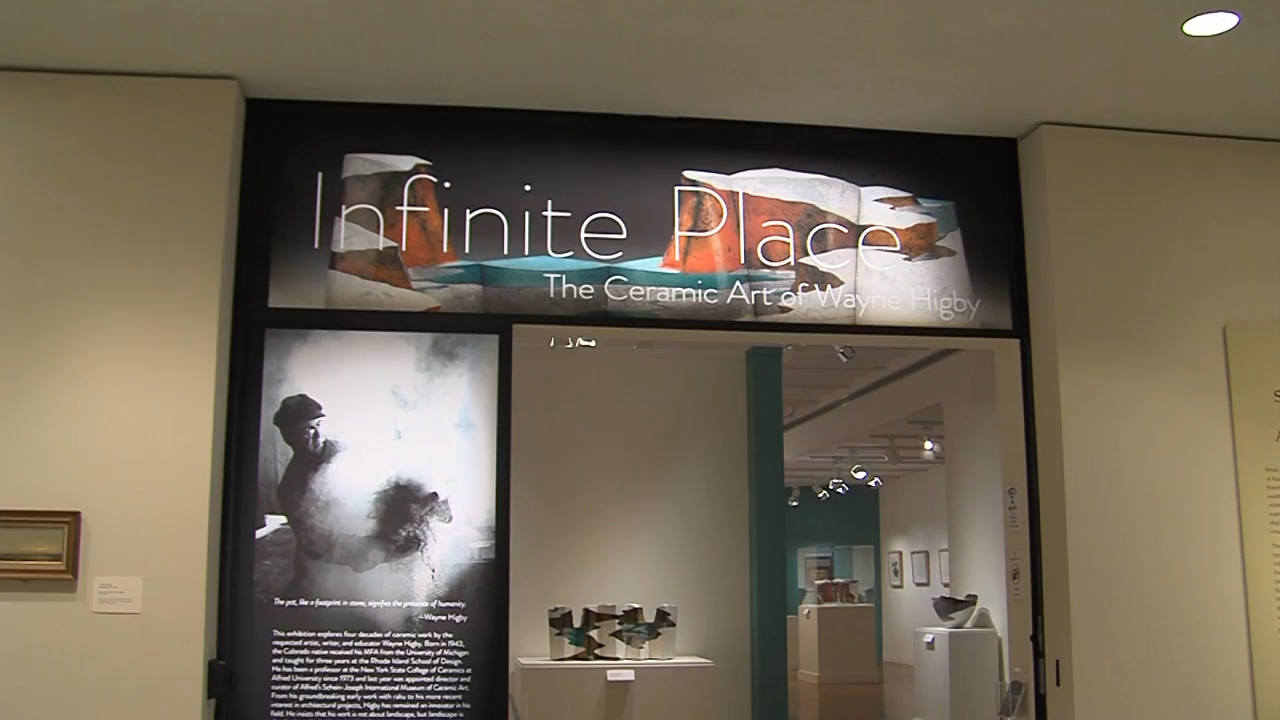 Infinite Place
The Ceramic Art of Wayne Higby
The pot, like a footprint in stone, signifies the presence of humanity.
—Wayne Higby
This exhibition explores four decades of ceramic work by the
respected artist, writer, and educator Wayne Higby. Born in 1943,
the Colorado native received his MFA from the University of Michigan
and taught for three years at the Rhode Island School of Design.
He has been a professor at the New York State College of Ceramics at
Alfred University since 1973 and last year was appointed director and
curator of Alfred's Schein-Joseph International Museum of Ceramic Art.
From his groundbreaking early work with raku to his more recent
interest in architectural projects, Higby has remained an innovator in his
field. He insists that his work is not about landscape, but landscape is